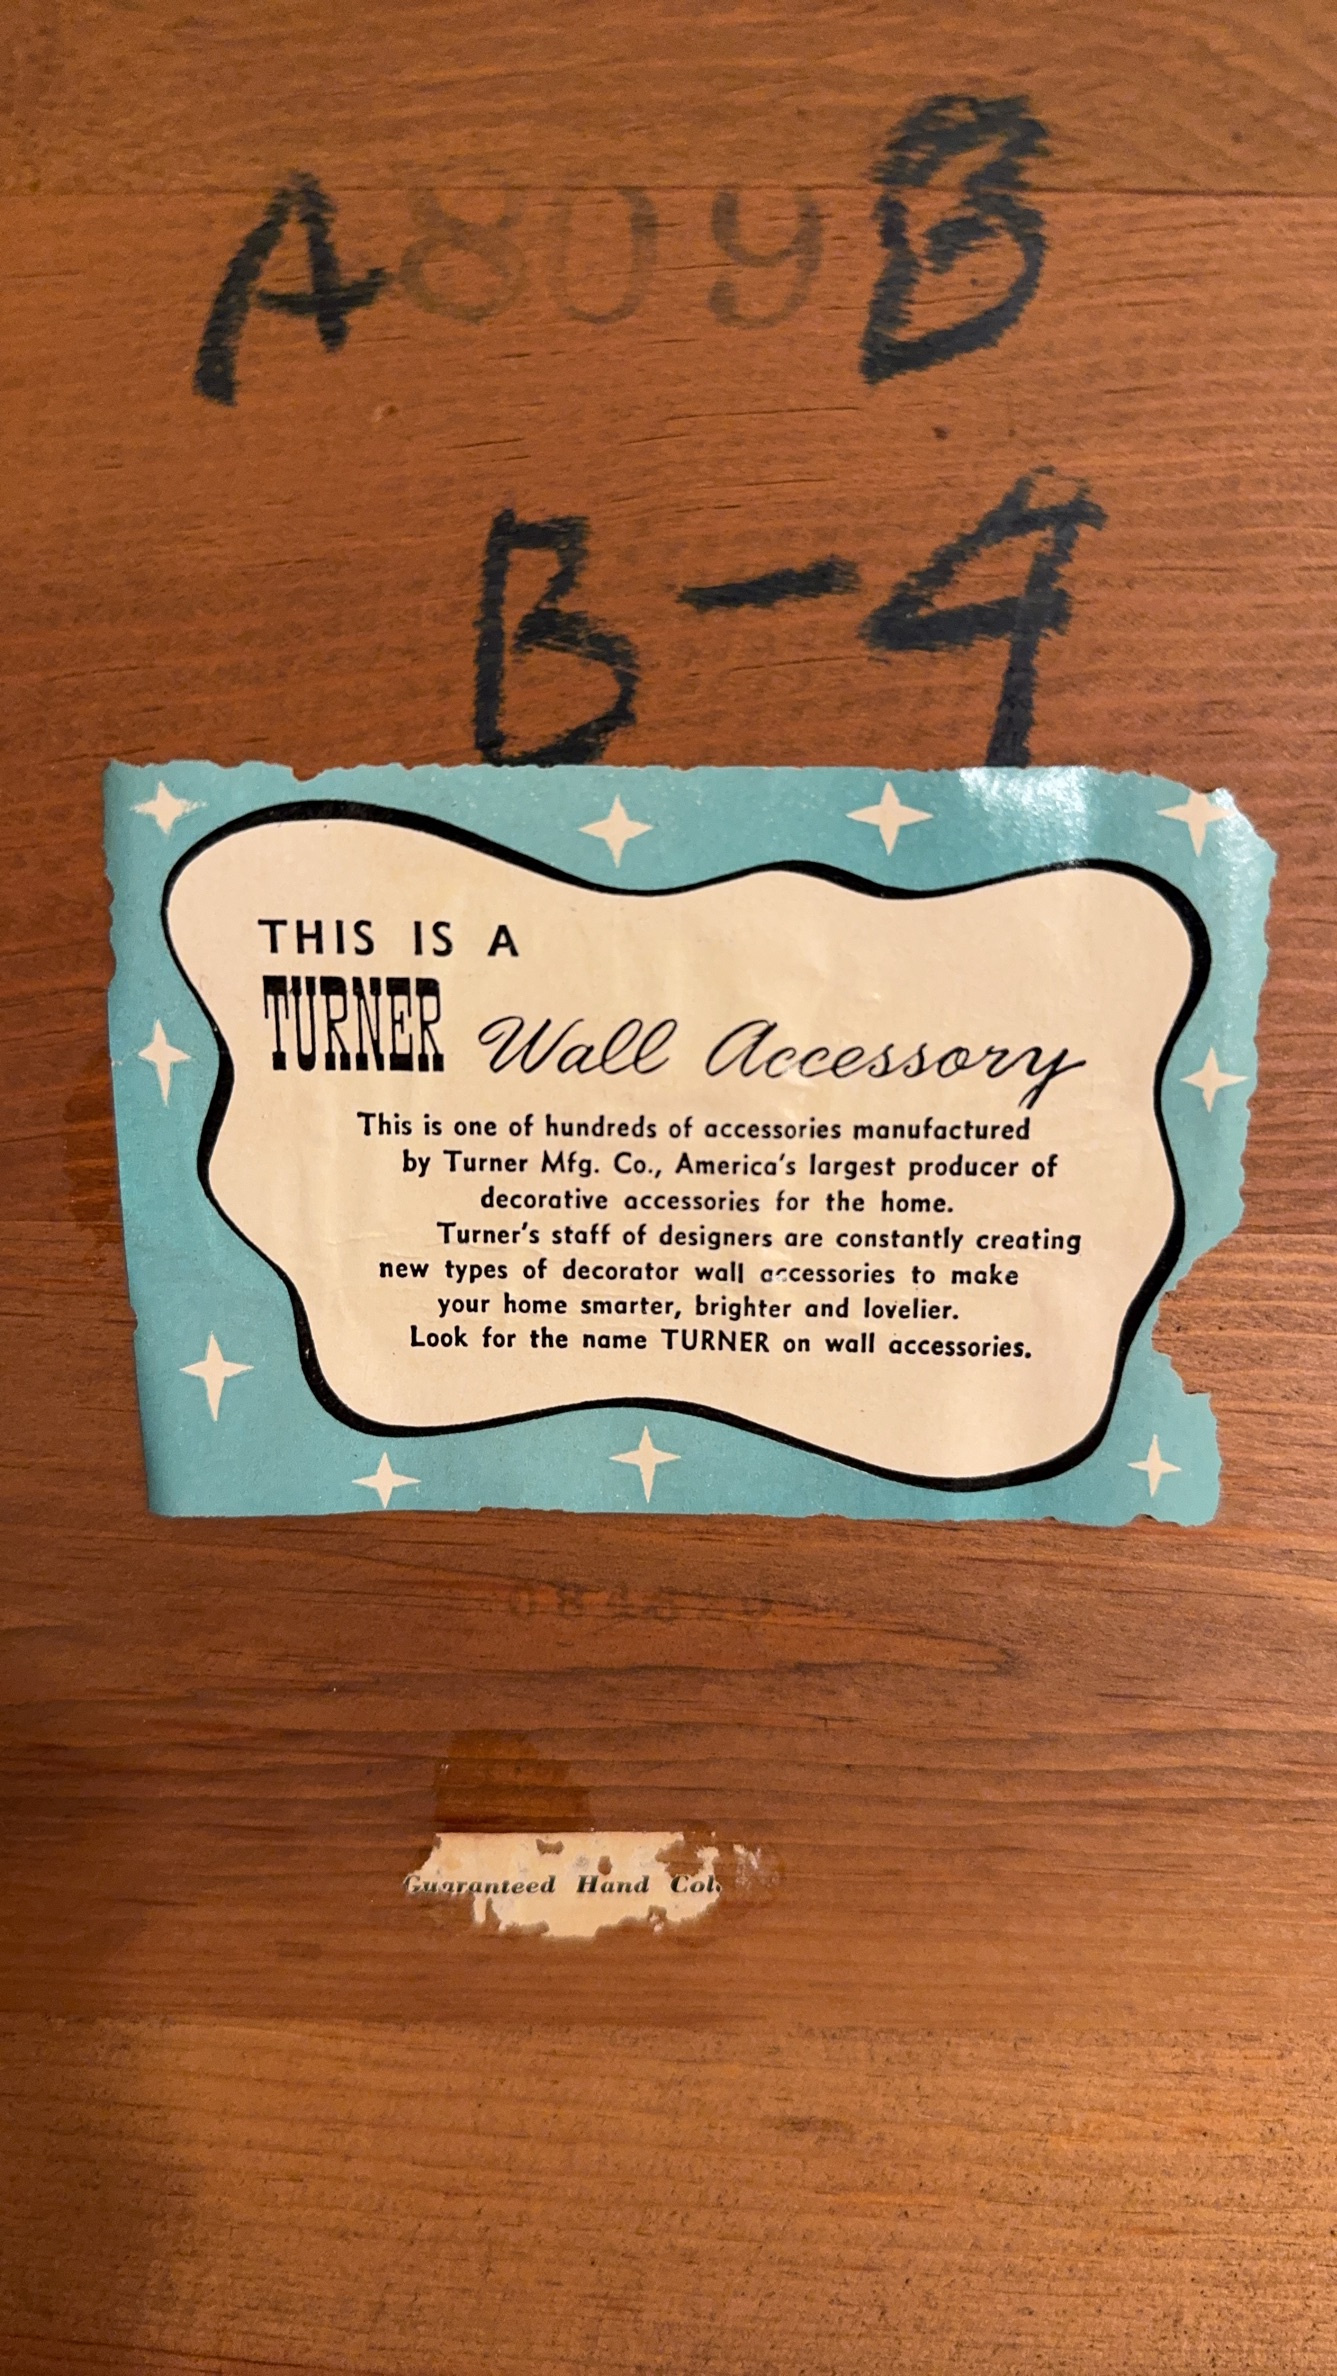 A809B
B-4
THIS IS A
TURNER Wall Accessory
This is one of hundreds of accessories manufactured
by Turner Mfg. Co., America's largest producer of
decorative accessories for the home.
Turner's staff of designers are constantly creating
new types of decorator wall accessories to make
your home smarter, brighter and lovelier.
Look for the name TURNER on wall accessories.
Guaranteed Hand